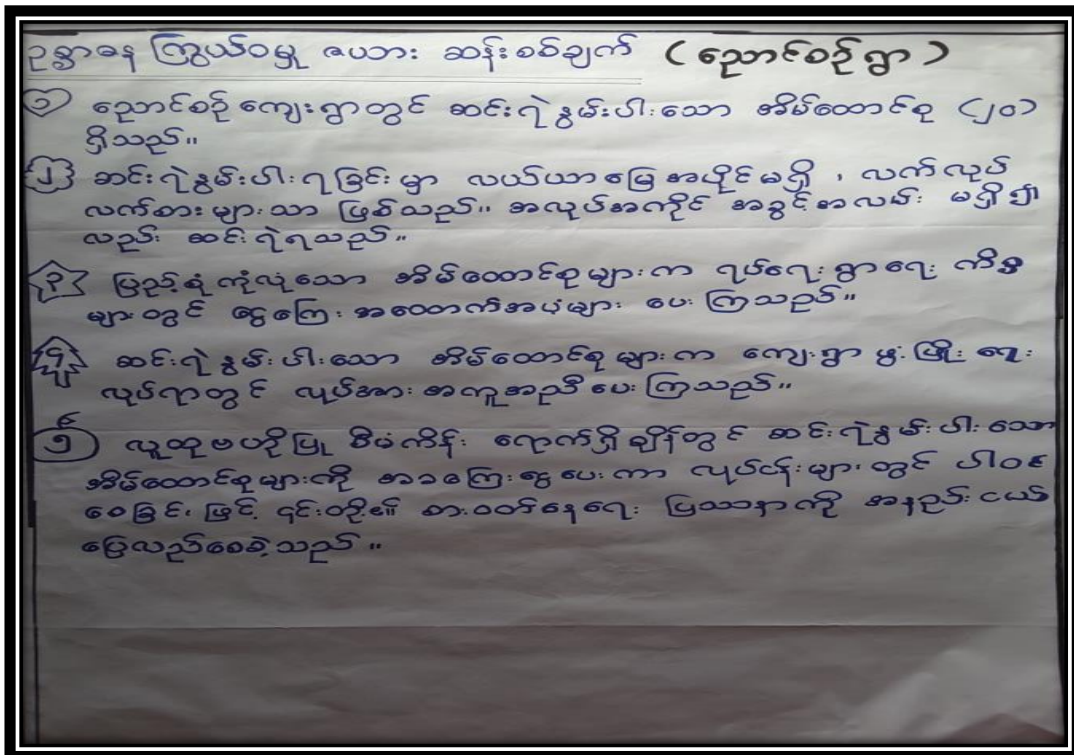 ဥစ္စာဓန ကြွယ်ဝမှု ဇယား ဆန်းစစ်ချက် (ညောင်စဉ်ရွာ)
၁ ညောင်စဉ်ကျေးရွာတွင် ဆင်းရဲနွမ်းပါးသော အိမ်ထောင်စု (၂၀)
ရှိသည်။
၂ ဆင်းရဲနွမ်းပါးရခြင်းမှာ လယ်ယာမြေအပိုင်မရှိ ၊ လက်လုပ်
လက်စားများသာ ဖြစ်သည်။ အလုပ်အကိုင် အခွင့်အလမ်း မရှိ၍
လည်း ဆင်းရဲရသည်။
၃ ပြည့်စုံကုံလုံသော အိမ်ထောင်စုများက ရပ်ရေးရွာရေး ကိစ္စ
များတွင် ငွေကြေးအထောက်အပံ့များ ပေးကြသည်။
၄ ဆင်းရဲနွမ်းပါးသော အိမ်ထောင်စုများက ကျေးရွာဖွံ့ဖြိုးရေး
လုပ်ရာတွင် လုပ်အားအကူအညီပေးကြသည်။
၅ လူထုဗဟိုပြု စီမံကိန်း ရောက်ရှိချိန်တွင် ဆင်းရဲနွမ်းပါးသော
အိမ်ထောင်စုများကို အခကြေးငွေပေးကာ လုပ်ငန်းများတွင် ပါဝင်
စေခြင်းဖြင့် ၎င်းတို့၏ စားဝတ်နေရေး ပြဿနာကို အနည်းငယ်
ပြေလည်စေခဲ့သည်။